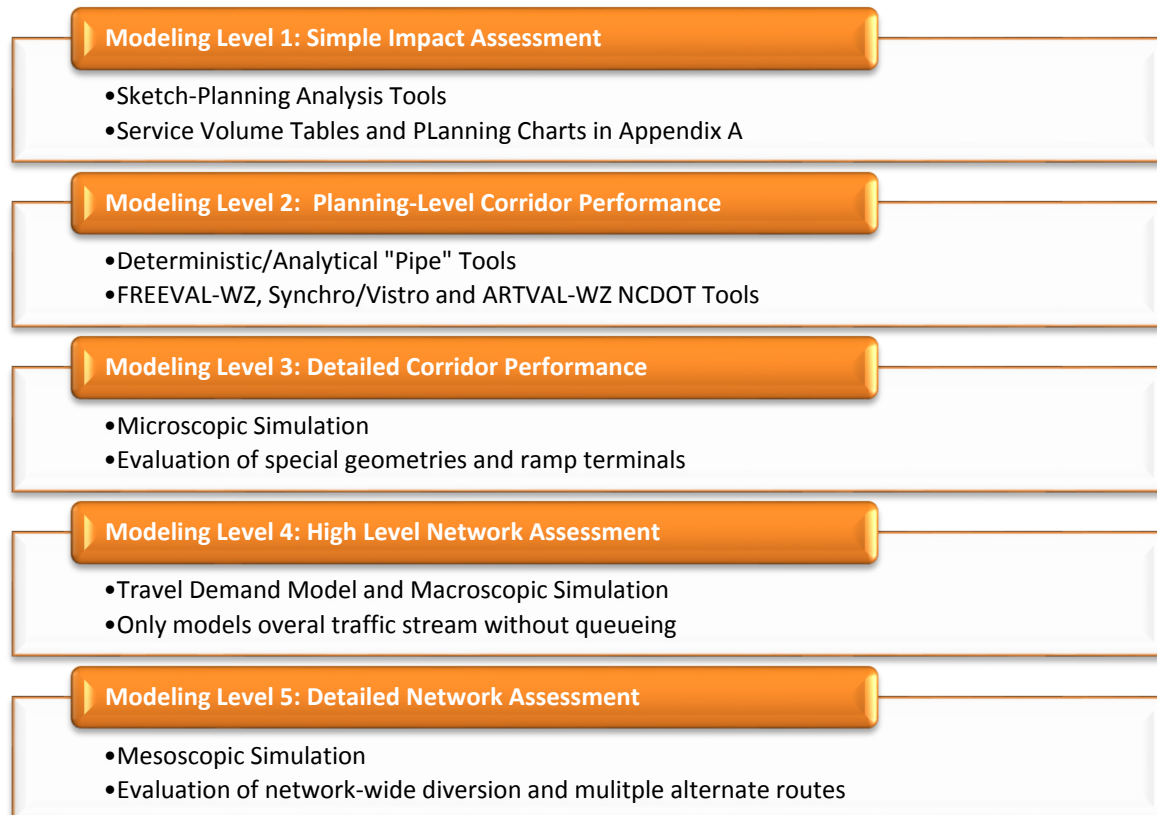 Modeling Level 1: Simple Impact Assessment
•Sketch-Planning Analysis Tools
•Service Volume Tables and PLanning Charts in Appendix A
Modeling Level 2:  Planning-Level Corridor Performance
•Deterministic/Analytical "Pipe" Tools
•FREEVAL-WZ, Synchro/Vistro and ARTVAL-WZ NCDOT Tools
Modeling Level 3: Detailed Corridor Performance
•Microscopic Simulation
•Evaluation of special geometries and ramp terminals
Modeling Level 4: High Level Network Assessment
•Travel Demand Model and Macroscopic Simulation
•Only models overal traffic stream without queueing
Modeling Level 5: Detailed Network Assessment
•Mesoscopic Simulation
•Evaluation of network-wide diversion and mulitple alternate routes